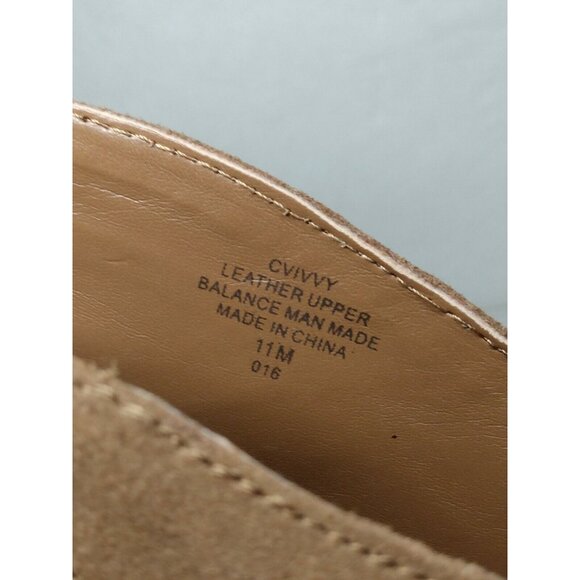 CVIVVY
LEATHER UPPER
BALANCE MAN MADE
MADE IN CHINA
11M
016